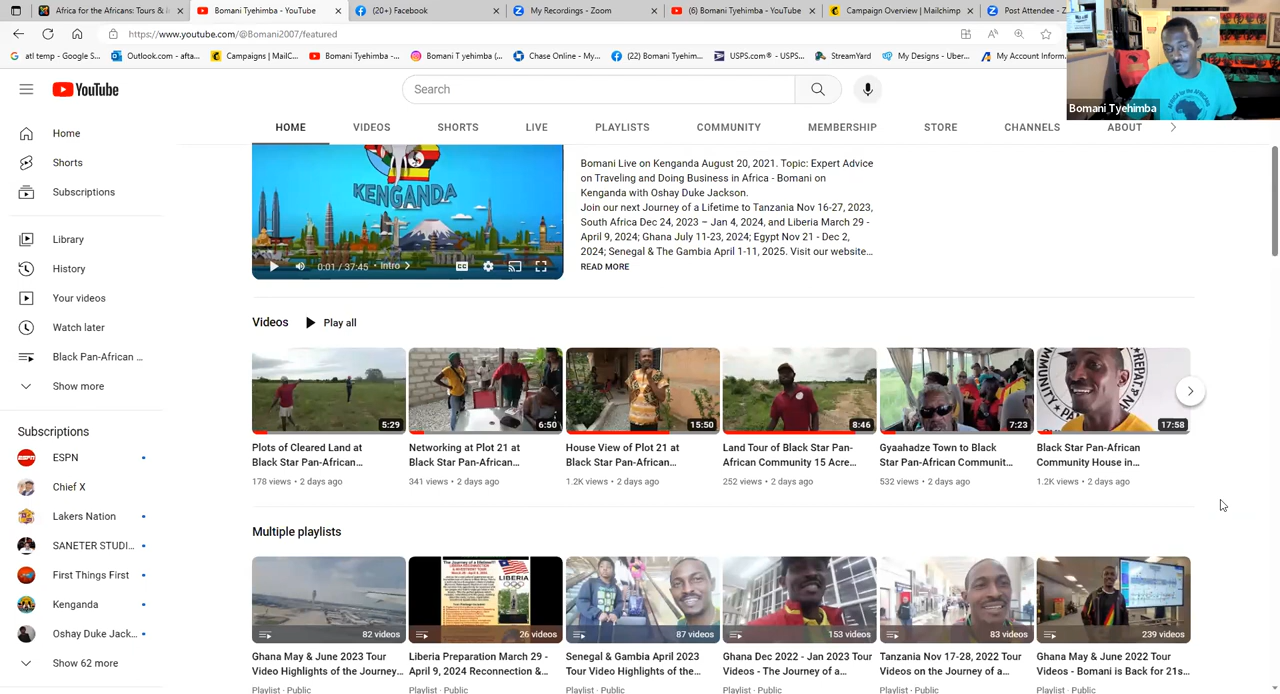 Africa for the Africans: Tours & I
Bomani Tyehimba - YouTube
(20+) Facebook
My Recordings - Zoom
(6) Bomani Tyehimba - YouTube
Campaign Overview | Mailchimp
Post Attendee - Z
https://www.youtube.com/@Bomani2007/featured
atl temp - Google S...
Outlook.com - afta...
Campaigns | MailC...
Bomani Tyehimba -...
Bomani T yehimba (...
Chase Online - My...
(22) Bomani Tyehim...
USPS.com® - USPS...
StreamYard
My Designs - Uber...
My Account Inform.
Bomani Tyehimba
YouTube
Search
HOME
VIDEOS
SHORTS
LIVE
PLAYLISTS
COMMUNITY
MEMBERSHIP
STORE
CHANNELS
ABOUT
Home
Shorts
Subscriptions
Library
History
Your videos
Watch later
Black Pan-African ...
Show more
Subscriptions
ESPN
Chief X
Lakers Nation
SANETER STUDI...
First Things First
Kenganda
Oshay Duke Jack...
Show 62 more
KENGANDA
0:01 / 37:45 • Intro
CC
Bomani Live on Kenganda August 20, 2021. Topic: Expert Advice
on Traveling and Doing Business in Africa - Bomani on
Kenganda with Oshay Duke Jackson.
Join our next Journey of a Lifetime to Tanzania Nov 16-27, 2023,
South Africa Dec 24, 2023 – Jan 4, 2024, and Liberia March 29 -
April 9, 2024; Ghana July 11-23, 2024; Egypt Nov 21 - Dec 2,
2024; Senegal & The Gambia April 1-11, 2025. Visit our website...
READ MORE
Videos
Play all
5:29
6:50
15:50
8:46
7:23
17:58
Plots of Cleared Land at
Black Star Pan-African...
178 views • 2 days ago
Networking at Plot 21 at
Black Star Pan-African...
341 views • 2 days ago
House View of Plot 21 at
Black Star Pan-African...
1.2K views • 2 days ago
Land Tour of Black Star Pan-
African Community 15 Acre...
252 views • 2 days ago
Gyaahadze Town to Black
Star Pan-African Communit...
532 views • 2 days ago
Black Star Pan-African
Community House in...
1.2K views • 2 days ago
Multiple playlists
LIBERIA
82 videos
26 videos
87 videos
153 videos
83 videos
239 videos
Ghana May & June 2023 Tour
Video Highlights of the Journey...
Playlist · Public
Liberia Preparation March 29 -
April 9, 2024 Reconnection &...
Playlist · Public
Senegal & Gambia April 2023
Tour Video Highlights of the...
Playlist · Public
Ghana Dec 2022 - Jan 2023 Tour
Videos - The Journey of a...
Playlist · Public
Tanzania Nov 17-28, 2022 Tour
Videos on the Journey of a...
Playlist · Public
Ghana May & June 2022 Tour
Videos - Bomani is Back for 21s...
Playlist · Public